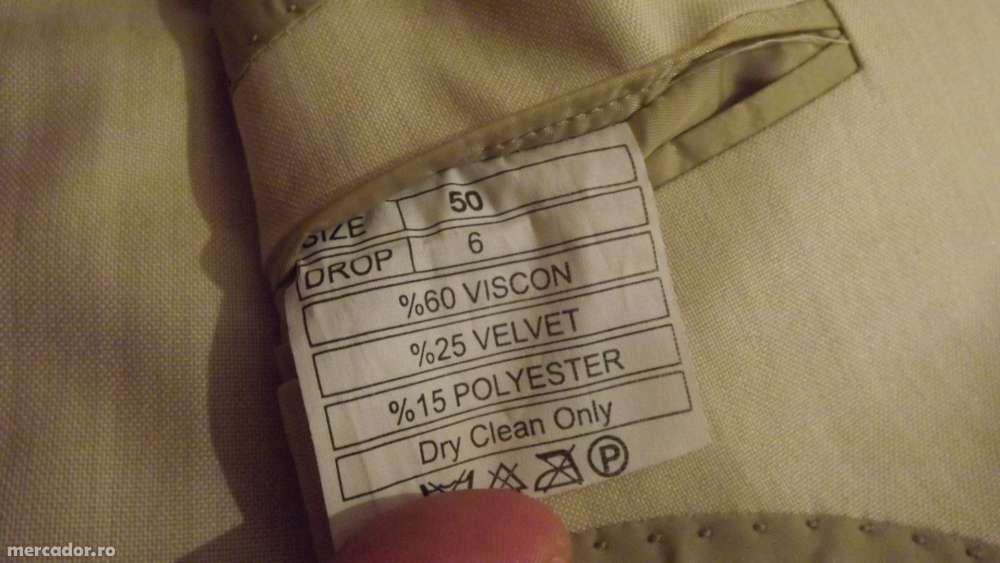 SIZE 50
DROP 6
%60 VISCON
%25 VELVET
%15 POLYESTER
Dry Clean Only
P
mercador.ro